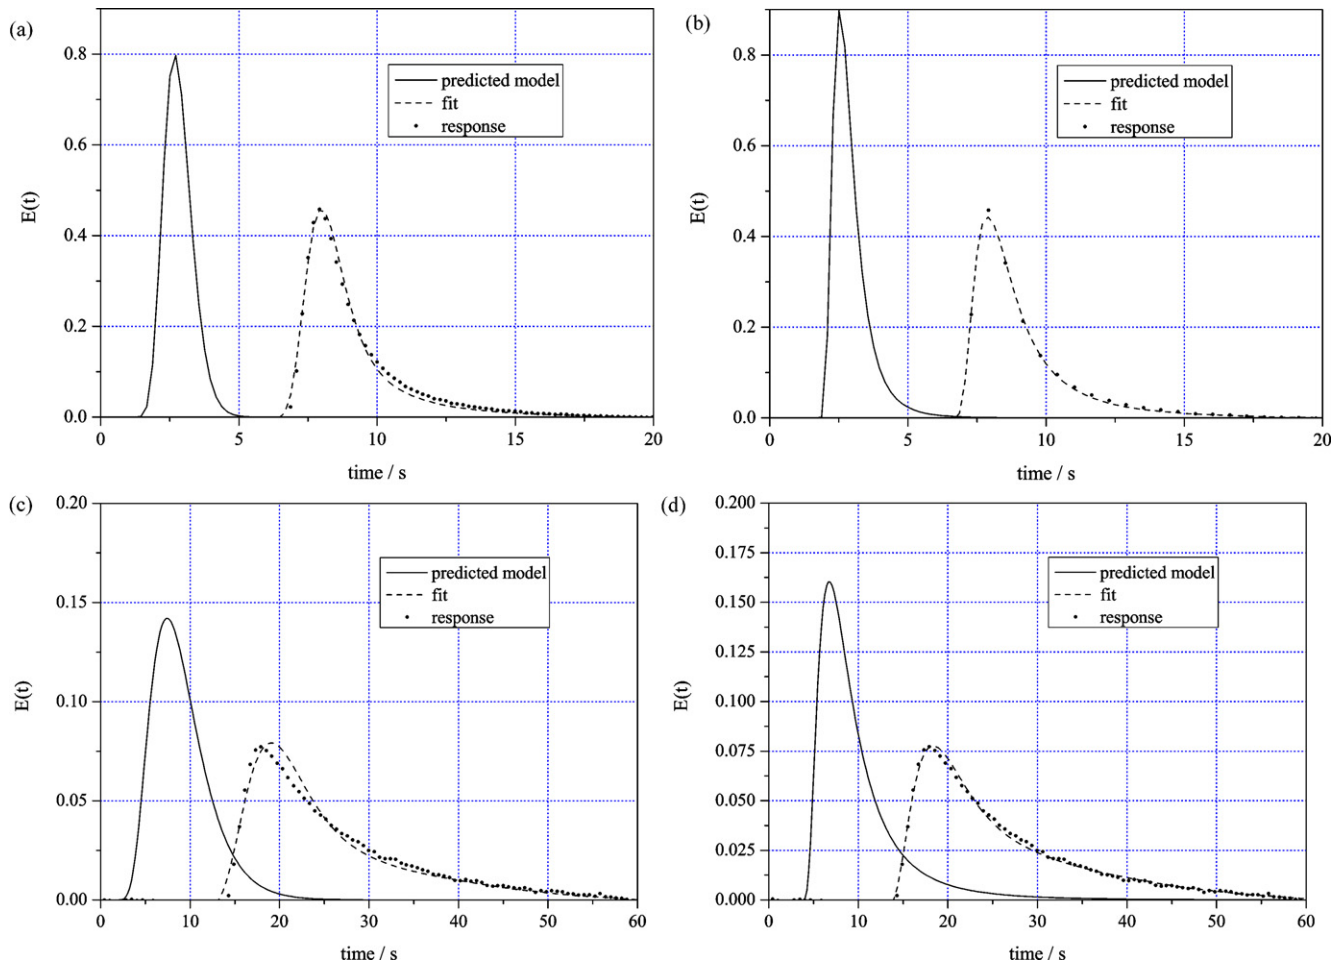 (a)
0.8
0.6
0.4
0.2
0.0
E(t)
predicted model
fit
response
0 5 10 15 20
time / s
(b)
0.8
0.6
0.4
0.2
0.0
E(t)
predicted model
fit
response
0 5 10 15 20
time / s
(c)
0.20
0.15
0.10
0.05
0.00
E(t)
predicted model
fit
response
0 10 20 30 40 50 60
time / s
(d)
0.200
0.175
0.150
0.125
0.100
0.075
0.050
0.025
0.000
E(t)
predicted model
fit
response
0 10 20 30 40 50 60
time / s